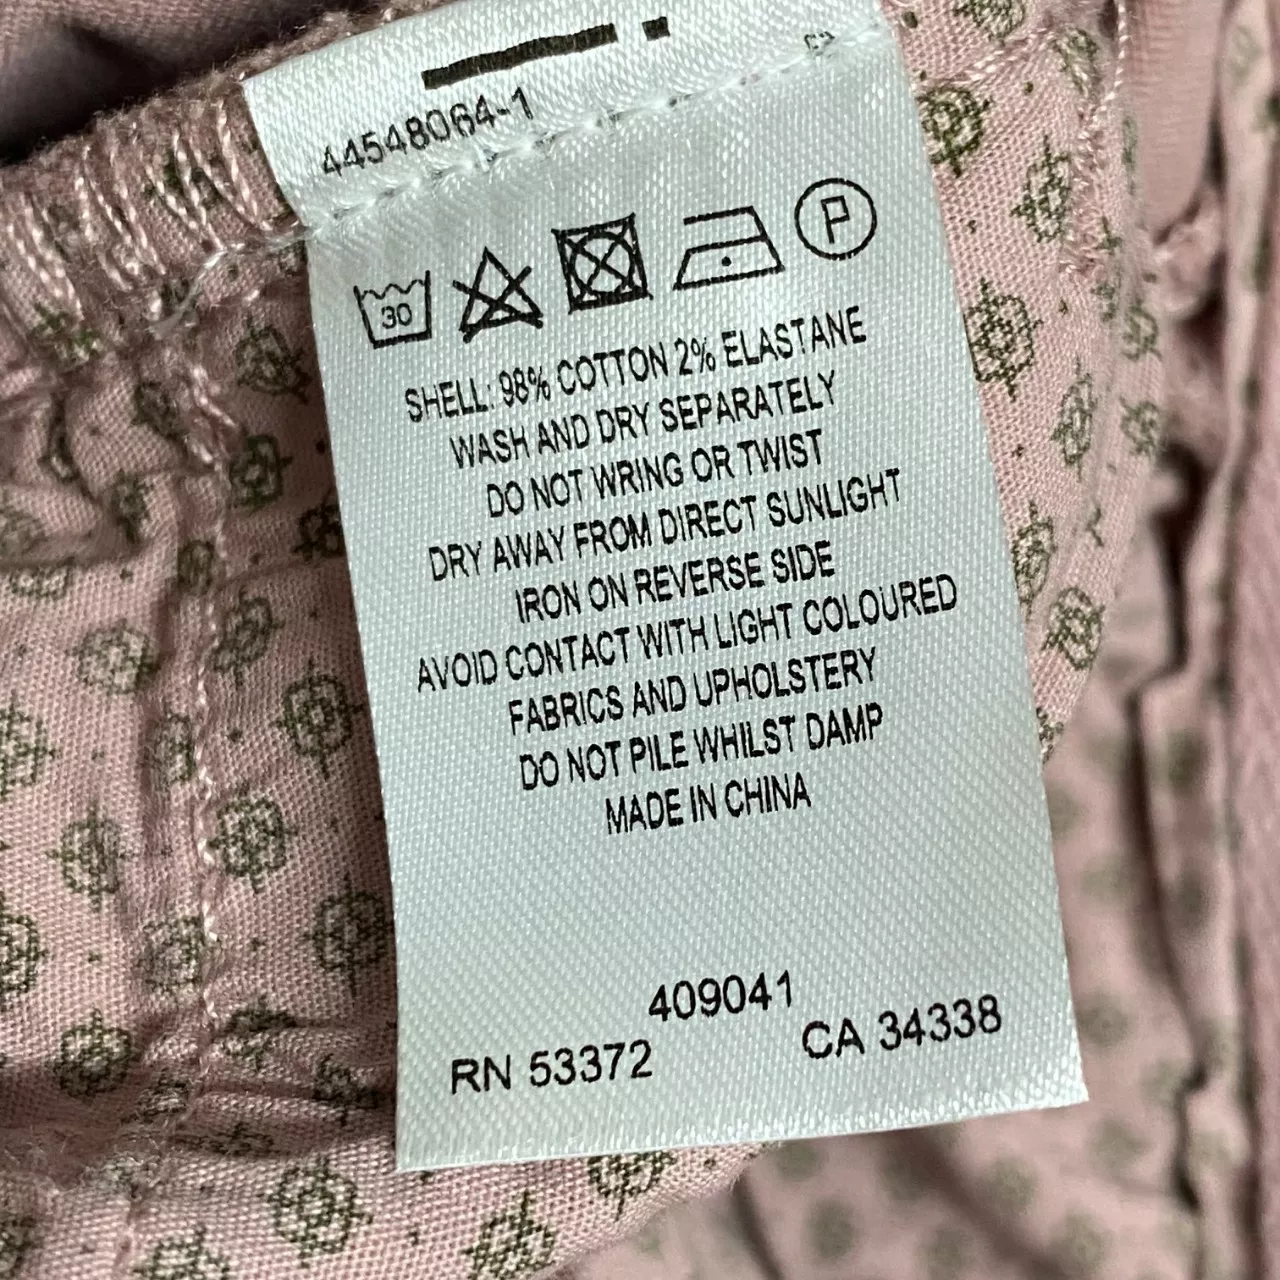 44548064-1
30
P
SHELL: 98% COTTON 2% ELASTANE
WASH AND DRY SEPARATELY
DO NOT WRING OR TWIST
DRY AWAY FROM DIRECT SUNLIGHT
IRON ON REVERSE SIDE
AVOID CONTACT WITH LIGHT COLOURED
FABRICS AND UPHOLSTERY
DO NOT PILE WHILST DAMP
MADE IN CHINA
409041
RN 53372 CA 34338